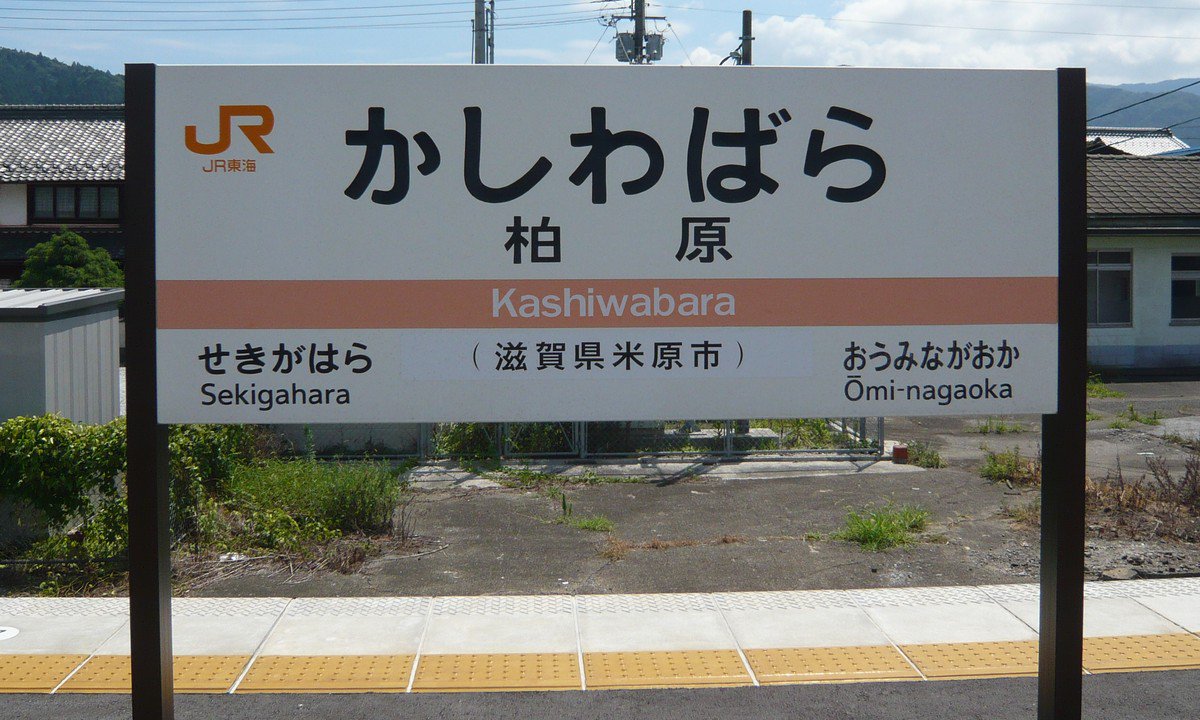 JR
JR東海
かしわばら
柏原
Kashiwabara
せきがはら
Sekigahara
（滋賀県米原市）
おうみながおか
Ōmi-nagaoka